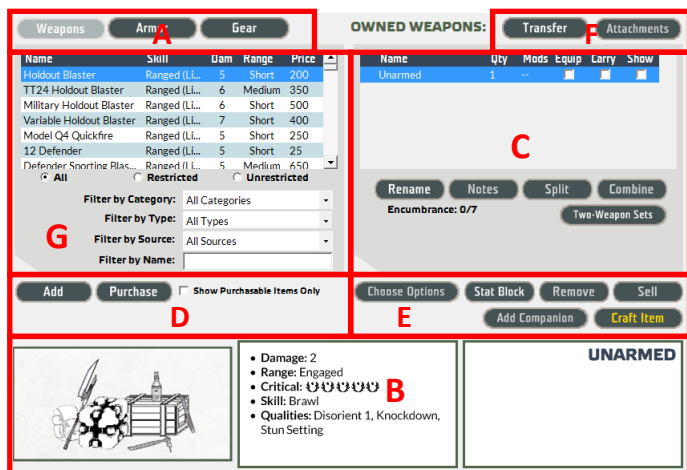 Weapons Armor Gear
A
OWNED WEAPONS: Transfer Attachments
F
Name Skill Dam Range Price
Holdout Blaster Ranged (Li... 5 Short 200
TT24 Holdout Blaster Ranged (Li... 6 Medium 350
Military Holdout Blaster Ranged (Li... 6 Short 500
Variable Holdout Blaster Ranged (Li... 7 Short 400
Model Q4 Quickfire Ranged (Li... 5 Short 250
12 Defender Ranged (Li... 5 Short 25
Defender Sporting Blas... Ranged (Li... 5 Medium 650
All Restricted Unrestricted
Filter by Category: All Categories
Filter by Type: All Types
Filter by Source: All Sources
Filter by Name:
G
Name Qty Mods Equip Carry Show
Unarmed 1 --
C
Rename Notes Split Combine
Encumbrance: 0/7
Two-Weapon Sets
Add Purchase Show Purchasable Items Only
D
Choose Options Stat Block Remove Sell
E
Add Companion Craft Item
• Damage: 2
• Range: Engaged
• Critical:
• Skill: Brawl
• Qualities: Disorient 1, Knockdown,
Stun Setting
B
UNARMED